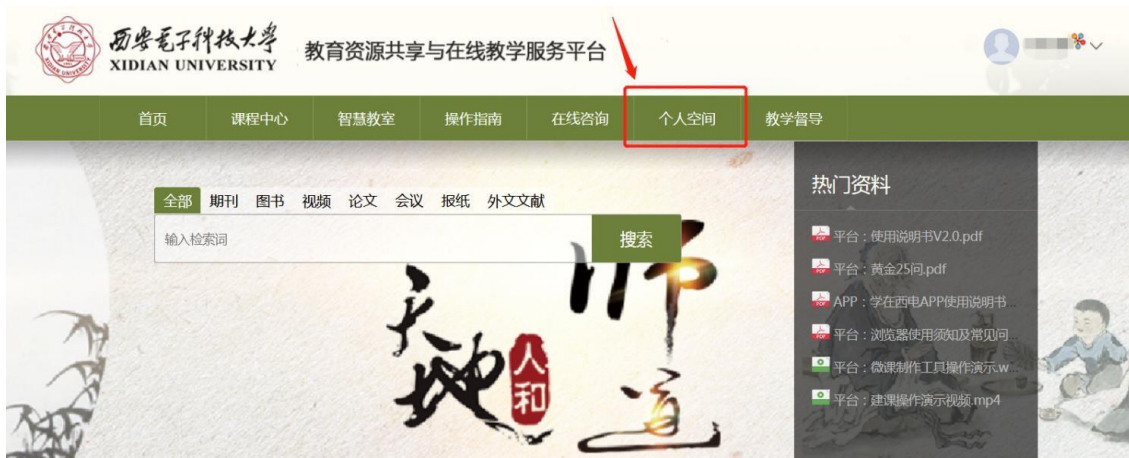 西安电子科技大学
XIDIAN UNIVERSITY
教育资源共享与在线教学服务平台
首页 课程中心 智慧教室 操作指南 在线咨询 个人空间 教学督导
全部 期刊 图书 视频 论文 会议 报纸 外文文献
输入检索词 搜索
天地
人和
师道
热门资料
平台：使用说明书V2.0.pdf
平台：黄金25问.pdf
APP：学在西电APP使用说明书...
平台：浏览器使用须知及常见问...
平台：微课制作工具操作演示.w...
平台：建课操作演示视频.mp4